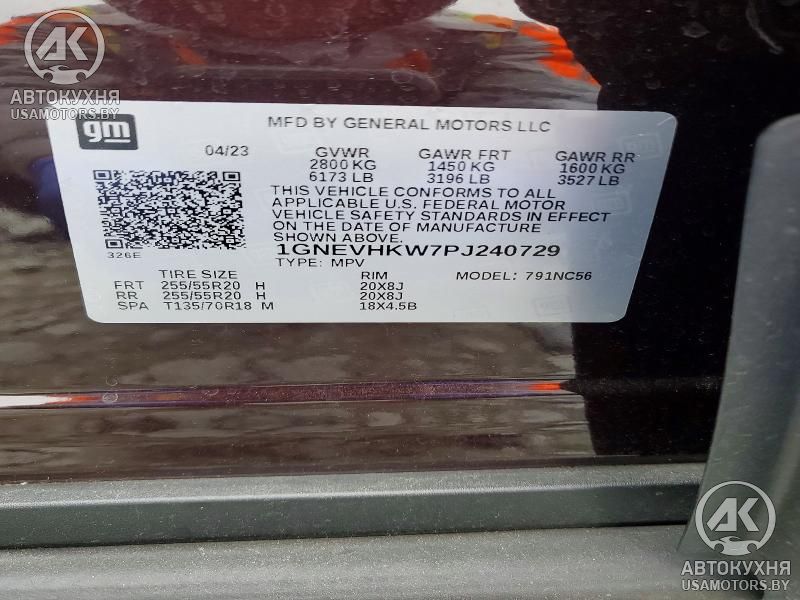 АВТОКУХНЯ
USAMOTORS.BY
gm
MFD BY GENERAL MOTORS LLC
04/23 GVWR GAWR FRT GAWR RR
2800 KG 1450 KG 1600 KG
6173 LB 3196 LB 3527 LB
THIS VEHICLE CONFORMS TO ALL
APPLICABLE U.S. FEDERAL MOTOR
VEHICLE SAFETY STANDARDS IN EFFECT
ON THE DATE OF MANUFACTURE
SHOWN ABOVE.
326E
1GNEVHKW7PJ240729
TYPE: MPV MODEL: 791NC56
TIRE SIZE RIM
FRT 255/55R20 H 20X8J
RR 255/55R20 H 20X8J
SPA T135/70R18 M 18X4.5B
АК
АВТОКУХНЯ
USAMOTORS.BY